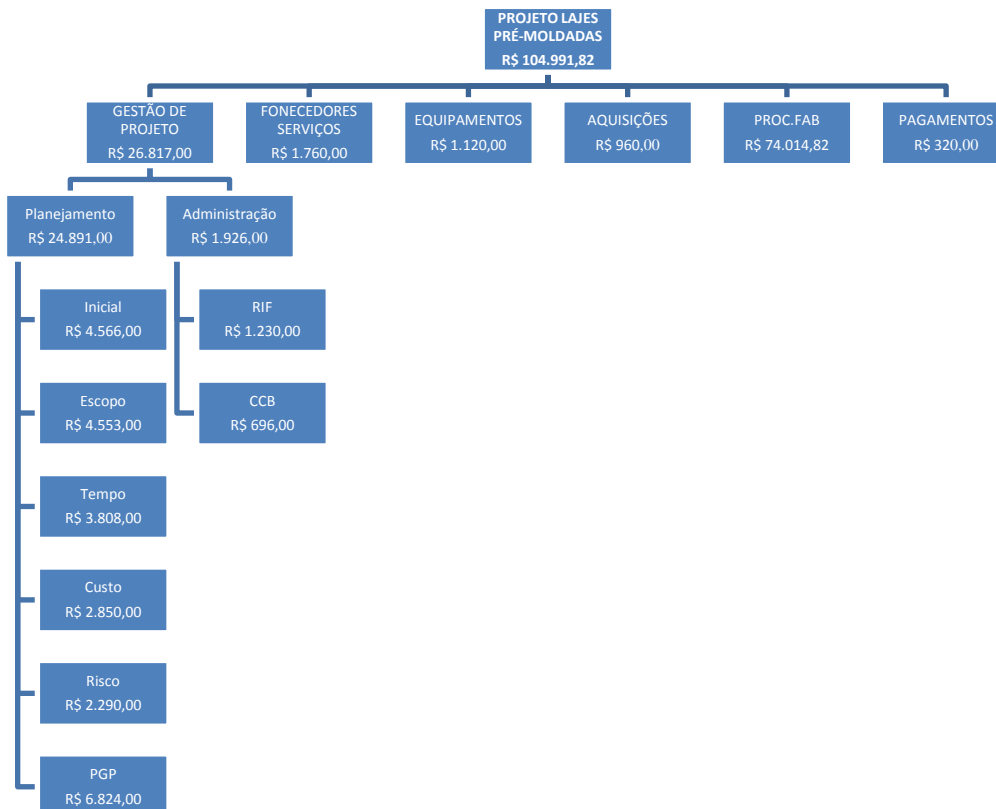 PROJETO LAJES
PRÉ-MOLDADAS
R$ 104.991,82
GESTÃO DE
PROJETO
R$ 26.817,00
FONECEDORES
SERVIÇOS
R$ 1.760,00
EQUIPAMENTOS
R$ 1.120,00
AQUISIÇÕES
R$ 960,00
PROC.FAB
R$ 74.014,82
PAGAMENTOS
R$ 320,00
Planejamento
R$ 24.891,00
Administração
R$ 1.926,00
Inicial
R$ 4.566,00
RIF
R$ 1.230,00
Escopo
R$ 4.553,00
CCB
R$ 696,00
Tempo
R$ 3.808,00
Custo
R$ 2.850,00
Risco
R$ 2.290,00
PGP
R$ 6.824,00